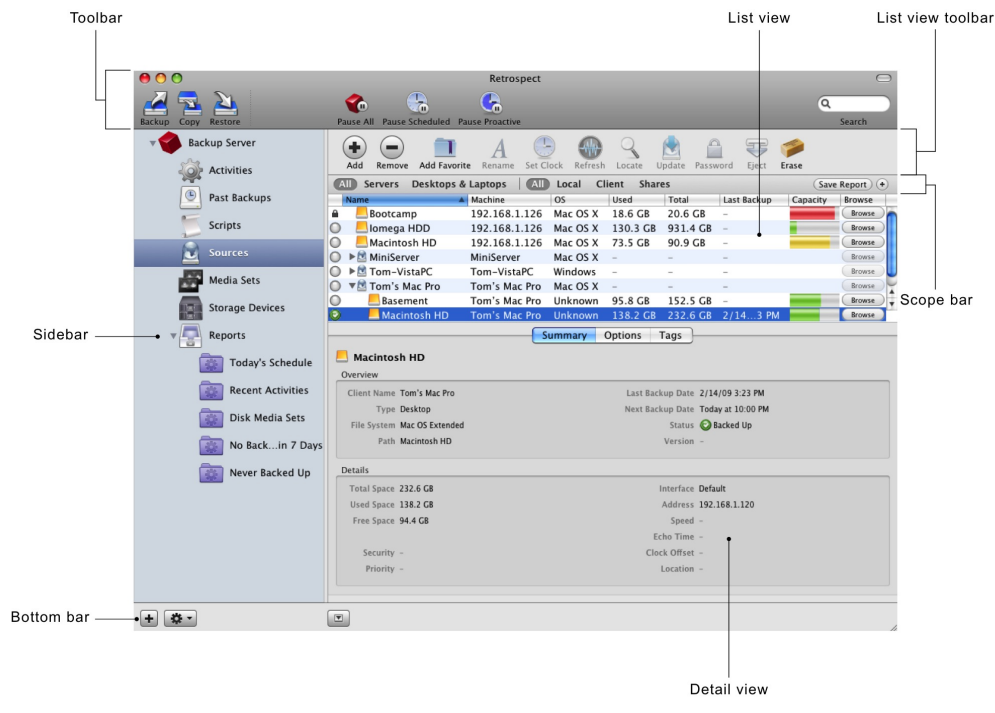 Toolbar
List view
List view toolbar
Retrospect
Backup Copy Restore
Pause All Pause Scheduled Pause Proactive
Search
Backup Server
Activities
Past Backups
Scripts
Sources
Media Sets
Storage Devices
Reports
Today's Schedule
Recent Activities
Disk Media Sets
No Back...in 7 Days
Never Backed Up
Sidebar
Add Remove Add Favorite Rename Set Clock Refresh Locate Update Password Eject Erase
All Servers Desktops & Laptops All Local Client Shares Save Report
Name Machine OS Used Total Last Backup Capacity Browse
Bootcamp 192.168.1.126 Mac OS X 18.6 GB 20.6 GB – Browse
Iomega HDD 192.168.1.126 Mac OS X 130.3 GB 931.4 GB – Browse
Macintosh HD 192.168.1.126 Mac OS X 73.5 GB 90.9 GB – Browse
MiniServer MiniServer Mac OS X – – – Browse
Tom-VistaPC Tom-VistaPC Windows – – – Browse
Tom's Mac Pro Tom's Mac Pro Mac OS X – – – Browse
Basement Tom's Mac Pro Unknown 95.8 GB 152.5 GB – Browse
Macintosh HD Tom's Mac Pro Unknown 138.2 GB 232.6 GB 2/14...3 PM Browse
Scope bar
Summary Options Tags
Macintosh HD
Overview
Client Name Tom's Mac Pro Last Backup Date 2/14/09 3:23 PM
Type Desktop Next Backup Date Today at 10:00 PM
File System Mac OS Extended Status Backed Up
Path Macintosh HD Version –
Details
Total Space 232.6 GB Interface Default
Used Space 138.2 GB Address 192.168.1.120
Free Space 94.4 GB Speed –
Echo Time –
Security – Clock Offset –
Priority – Location –
Bottom bar
Detail view